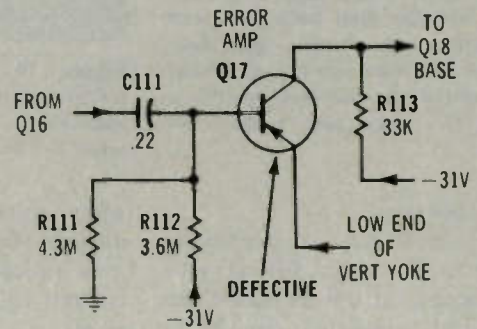 ERROR
AMP
Q17
TO
Q18
BASE
C111
FROM
Q16
.22
R113
33K
-31V
R111
4.3M
R112
3.6M
LOW END
OF
VERT YOKE
DEFECTIVE
-31V